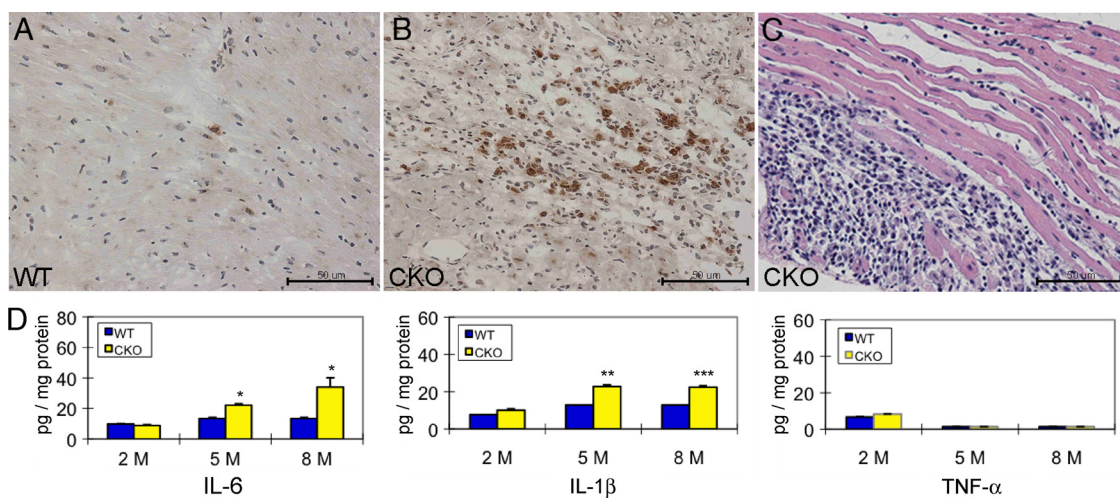 A
B
C
WT
50 um
CKO
50 um
CKO
50 um
D
pg / mg protein
80
60
40
20
0
WT
CKO
*
*
2 M
5 M
8 M
IL-6
pg / mg protein
60
40
20
0
WT
CKO
**
***
2 M
5 M
8 M
IL-1β
pg / mg protein
60
40
20
0
WT
CKO
2 M
5 M
8 M
TNF-α